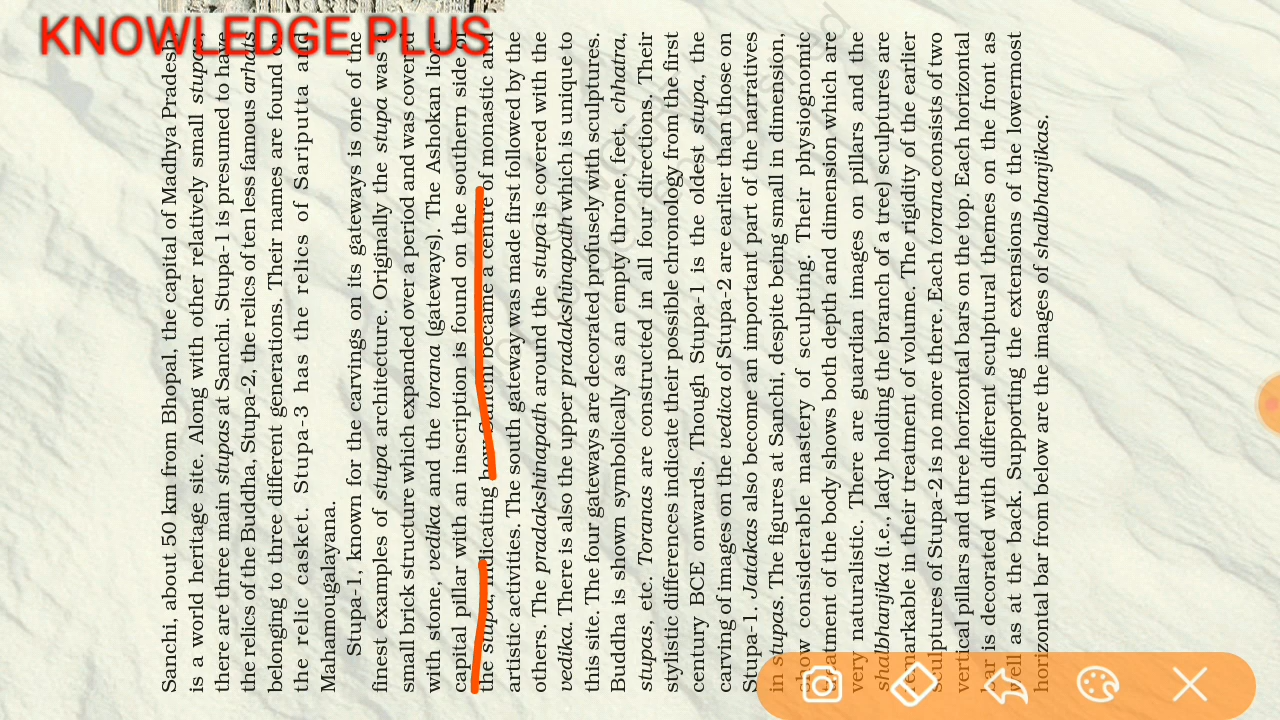 KNOWLEDGE PLUS
Sanchi, about 50 km from Bhopal, the capital of Madhya Pradesh,
is a world heritage site. Along with other relatively small stupas,
there are three main stupas at Sanchi. Stupa-1 is presumed to have
the relics of the Buddha, Stupa-2, the relics of ten less famous arhats
belonging to three different generations. Their names are found on
the relic casket. Stupa-3 has the relics of Sariputta and
Mahamougalayana.
Stupa-1, known for the carvings on its gateways is one of the
finest examples of stupa architecture. Originally the stupa was a
small brick structure which expanded over a period and was covered
with stone, vedika and the torana (gateways). The Ashokan lion-
capital pillar with an inscription is found on the southern side of
the stupa, indicating how Sanchi became a centre of monastic and
artistic activities. The south gateway was made first followed by the
others. The pradakshinapath around the stupa is covered with the
vedika. There is also the upper pradakshinapath which is unique to
this site. The four gateways are decorated profusely with sculptures.
Buddha is shown symbolically as an empty throne, feet, chhatra,
stupas, etc. Toranas are constructed in all four directions. Their
stylistic differences indicate their possible chronology from the first
century BCE onwards. Though Stupa-1 is the oldest stupa, the
carving of images on the vedica of Stupa-2 are earlier than those on
Stupa-1. Jatakas also become an important part of the narratives
in stupas. The figures at Sanchi, despite being small in dimension,
show considerable mastery of sculpting. Their physiognomic
treatment of the body shows both depth and dimension which are
very naturalistic. There are guardian images on pillars and the
shalbhanjika (i.e., lady holding the branch of a tree) sculptures are
remarkable in their treatment of volume. The rigidity of the earlier
sculptures of Stupa-2 is no more there. Each torana consists of two
vertical pillars and three horizontal bars on the top. Each horizontal
bar is decorated with different sculptural themes on the front as
well as at the back. Supporting the extensions of the lowermost
horizontal bar from below are the images of shalbhanjikas.